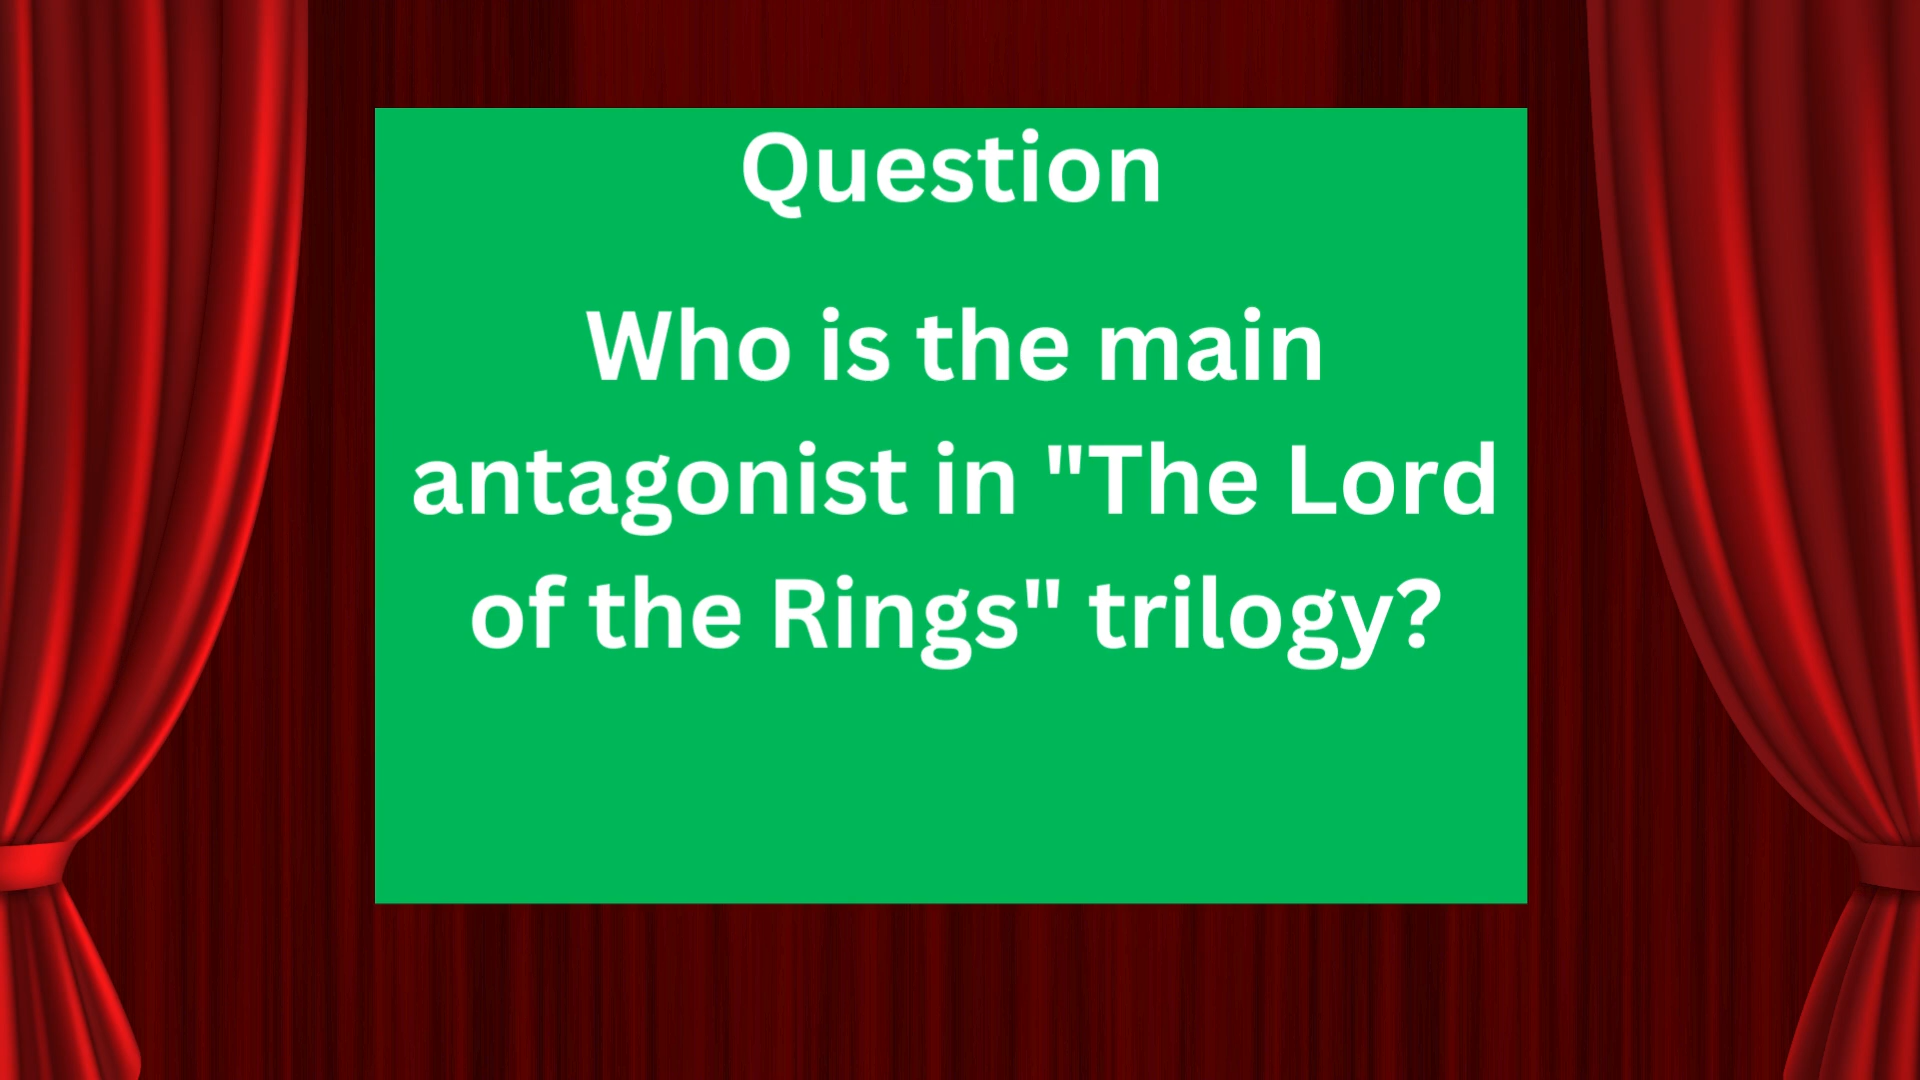 Question
Who is the main
antagonist in "The Lord
of the Rings" trilogy?